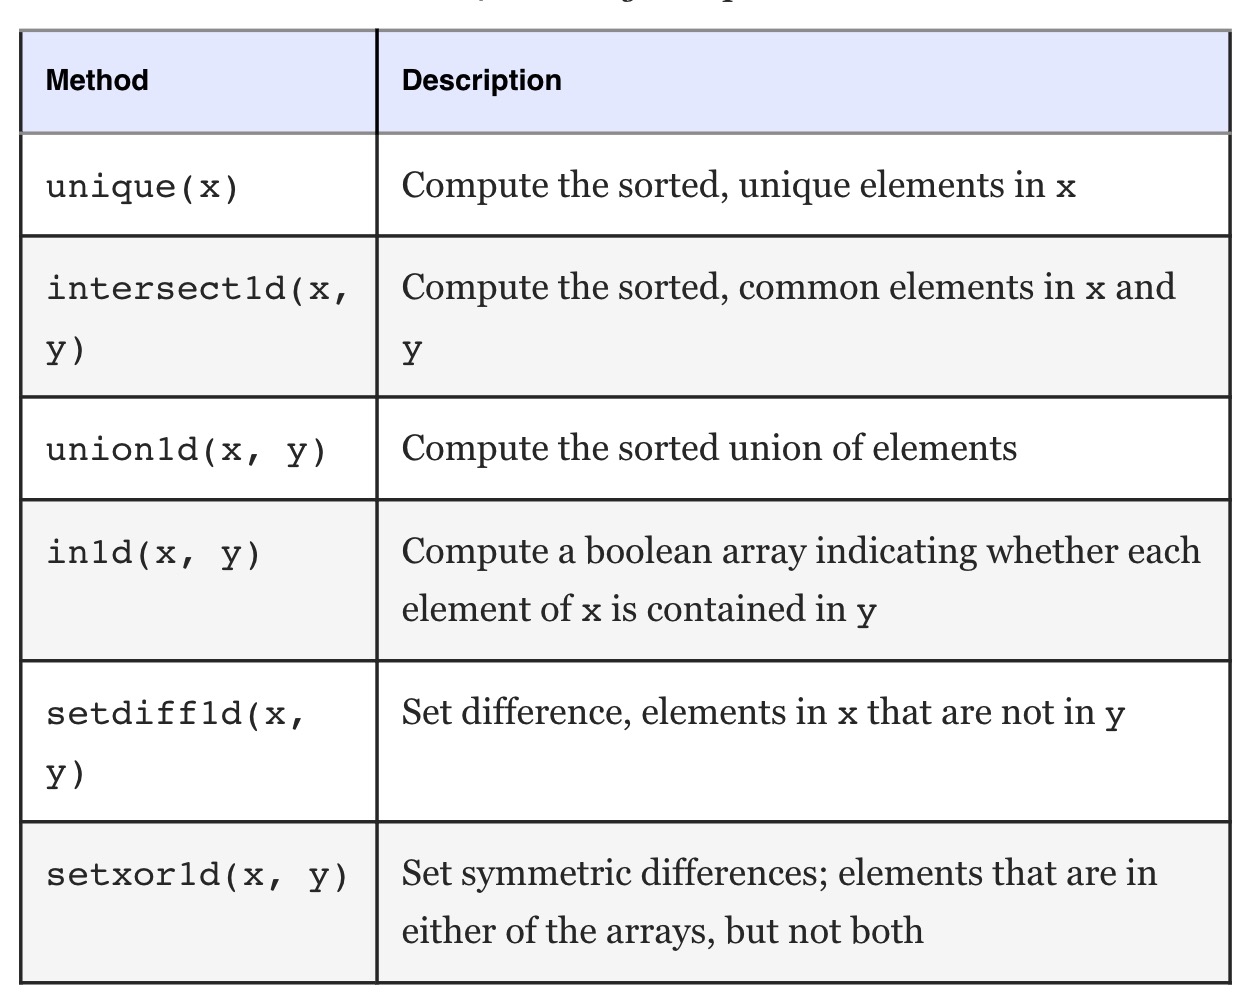 Method Description
unique(x) Compute the sorted, unique elements in x
intersect1d(x, Compute the sorted, common elements in x and
y) y
union1d(x, y) Compute the sorted union of elements
in1d(x, y) Compute a boolean array indicating whether each
element of x is contained in y
setdiff1d(x, Set difference, elements in x that are not in y
y)
setxor1d(x, y) Set symmetric differences; elements that are in
either of the arrays, but not both